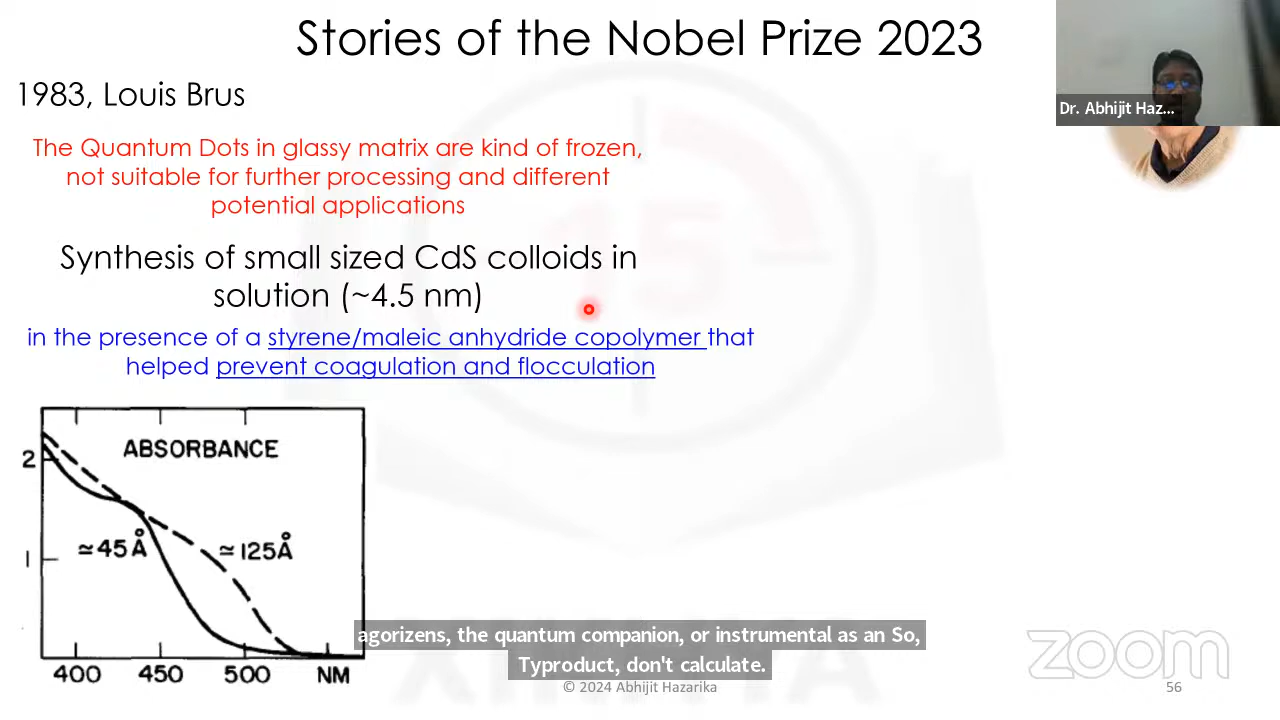 Stories of the Nobel Prize 2023
Dr. Abhijit Haz...
1983, Louis Brus
The Quantum Dots in glassy matrix are kind of frozen,
not suitable for further processing and different
potential applications
Synthesis of small sized CdS colloids in
solution (~4.5 nm)
in the presence of a styrene/maleic anhydride copolymer that
helped prevent coagulation and flocculation
ABSORBANCE
2
≃45Å
≃125Å
1
400 450 500 NM
agorizens, the quantum companion, or instrumental as an So,
Typroduct, don't calculate.
zoom
© 2024 Abhijit Hazarika
56
15